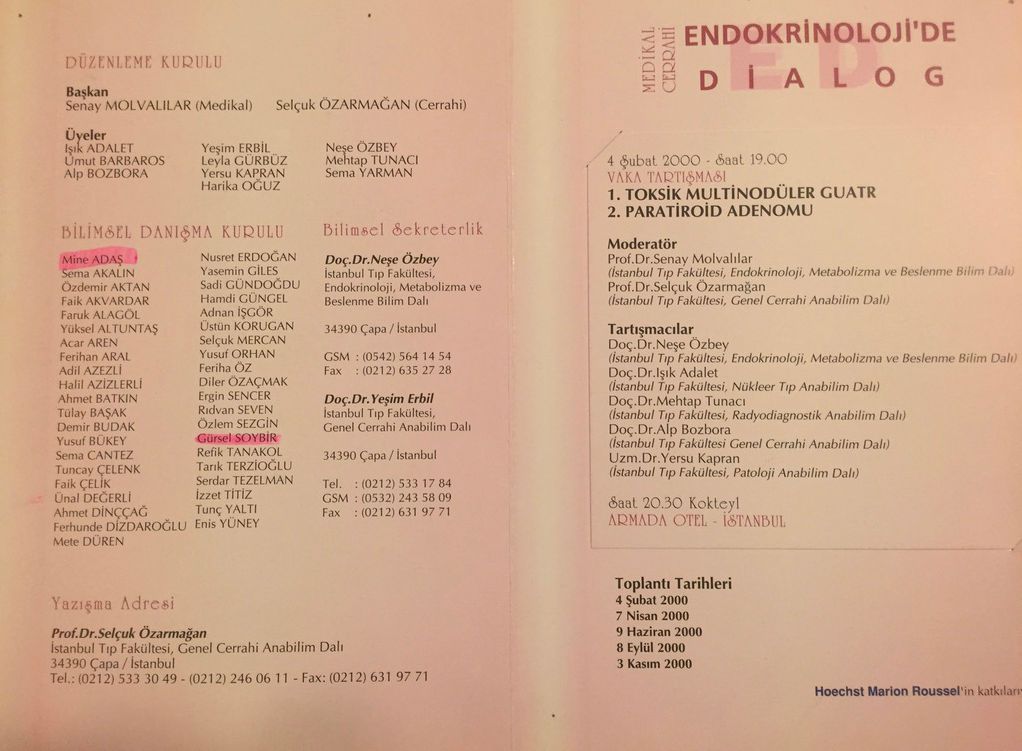 DÜZENLEME KURULU
Başkan
Senay MOLVALILAR (Medikal) Selçuk ÖZARMAĞAN (Cerrahi)
Üyeler
Işık ADALET
Umut BARBAROS
Alp BOZBORA
Yeşim ERBİL
Leyla GÜRBÜZ
Yersu KAPRAN
Harika OĞUZ
Neşe ÖZBEY
Mehtap TUNACI
Sema YARMAN
BİLİMSEL DANIŞMA KURULU
Mine ADAŞ
Sema AKALIN
Özdemir AKTAN
Faik AKVARDAR
Faruk ALAGÖL
Yüksel ALTUNTAŞ
Acar AREN
Ferihan ARAL
Adil AZEZLİ
Halil AZİZLERLİ
Ahmet BATKIN
Tülay BAŞAK
Demir BUDAK
Yusuf BÜKEY
Sema CANTEZ
Tuncay ÇELENK
Faik ÇELİK
Ünal DEĞERLİ
Ahmet DİNÇÇAĞ
Ferhunde DİZDAROĞLU
Mete DÜREN
Nusret ERDOĞAN
Yasemin GİLES
Sadi GÜNDOĞDU
Hamdi GÜNGEL
Adnan İŞGÖR
Üstün KORUGAN
Selçuk MERCAN
Yusuf ORHAN
Feriha ÖZ
Diler ÖZAÇMAK
Ergin SENCER
Rıdvan SEVEN
Özlem SEZGİN
Gürsel SOYBİR
Refik TANAKOL
Tarık TERZİOĞLU
Serdar TEZELMAN
İzzet TİTİZ
Tunç YALTI
Enis YÜNEY
Bilimsel Sekreterlik
Doç.Dr.Neşe Özbey
İstanbul Tıp Fakültesi,
Endokrinoloji, Metabolizma ve
Beslenme Bilim Dalı
34390 Çapa / İstanbul
GSM : (0542) 564 14 54
Fax : (0212) 635 27 28
Doç.Dr.Yeşim Erbil
İstanbul Tıp Fakültesi,
Genel Cerrahi Anabilim Dalı
34390 Çapa / İstanbul
Tel. : (0212) 533 17 84
GSM : (0532) 243 58 09
Fax : (0212) 631 97 71
Yazışma Adresi
Prof.Dr.Selçuk Özarmağan
İstanbul Tıp Fakültesi, Genel Cerrahi Anabilim Dalı
34390 Çapa / İstanbul
Tel.: (0212) 533 30 49 - (0212) 246 06 11 - Fax: (0212) 631 97 71
MEDİKAL
CERRAHİ
ENDOKRİNOLOJİ'DE
DİALOG
ED
4 Şubat 2000 - Saat 19.00
VAKA TARTIŞMASI
1. TOKSİK MULTİNODÜLER GUATR
2. PARATİROİD ADENOMU
Moderatör
Prof.Dr.Senay Molvalılar
(İstanbul Tıp Fakültesi, Endokrinoloji, Metabolizma ve Beslenme Bilim Dalı)
Prof.Dr.Selçuk Özarmağan
(İstanbul Tıp Fakültesi, Genel Cerrahi Anabilim Dalı)
Tartışmacılar
Doç.Dr.Neşe Özbey
(İstanbul Tıp Fakültesi, Endokrinoloji, Metabolizma ve Beslenme Bilim Dalı)
Doç.Dr.Işık Adalet
(İstanbul Tıp Fakültesi, Nükleer Tıp Anabilim Dalı)
Doç.Dr.Mehtap Tunacı
(İstanbul Tıp Fakültesi, Radyodiagnostik Anabilim Dalı)
Doç.Dr.Alp Bozbora
(İstanbul Tıp Fakültesi Genel Cerrahi Anabilim Dalı)
Uzm.Dr.Yersu Kapran
(İstanbul Tıp Fakültesi, Patoloji Anabilim Dalı)
Saat 20.30 Kokteyl
ARMADA OTEL - İSTANBUL
Toplantı Tarihleri
4 Şubat 2000
7 Nisan 2000
9 Haziran 2000
8 Eylül 2000
3 Kasım 2000
Hoechst Marion Roussel'in katkıları